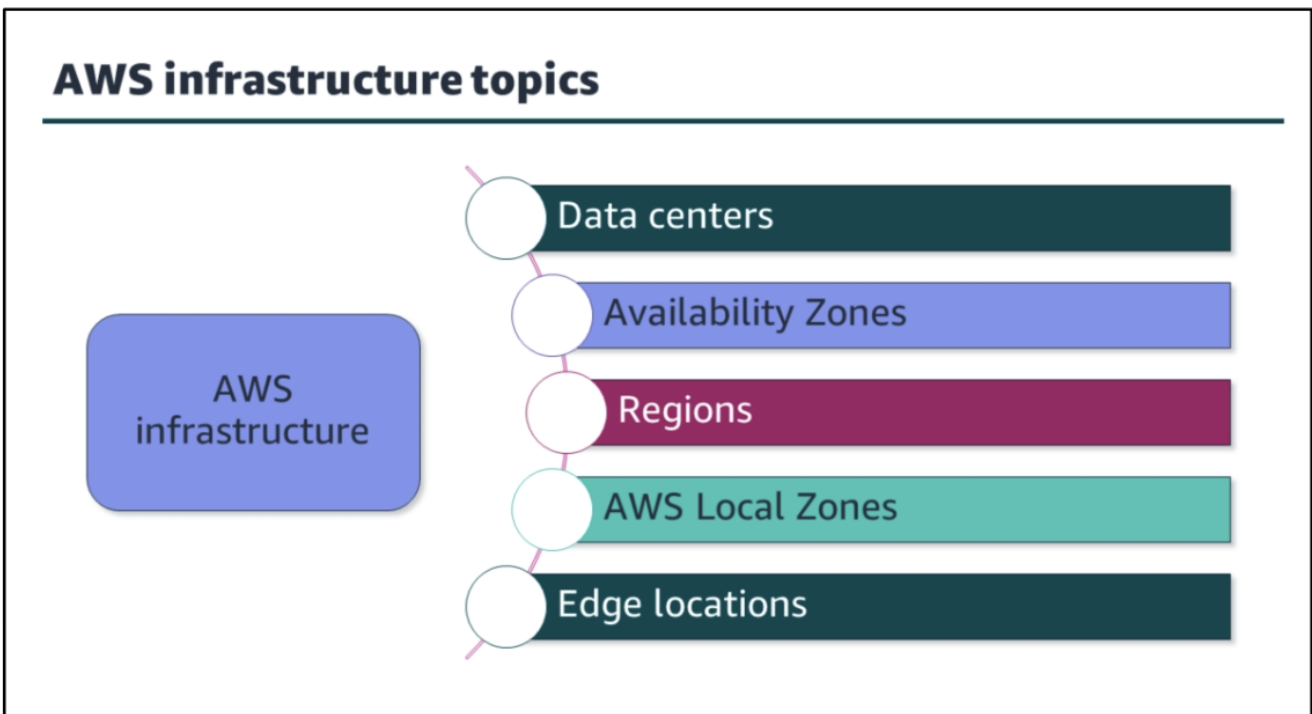 AWS infrastructure topics
AWS
infrastructure
Data centers
Availability Zones
Regions
AWS Local Zones
Edge locations